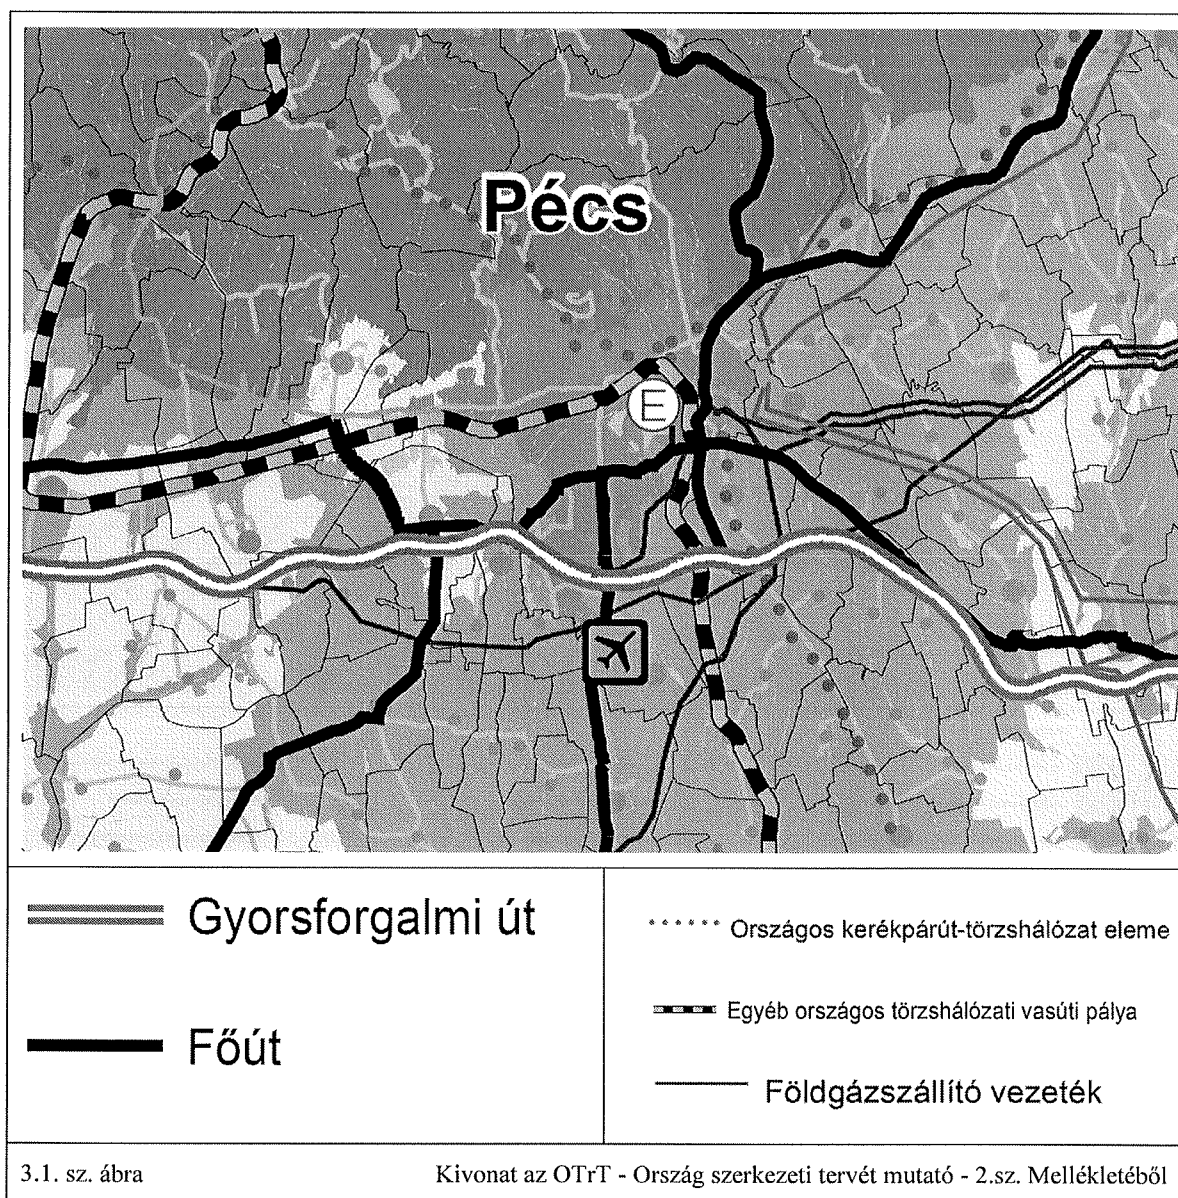 Pécs
E
Gyorsforgalmi út
Főút
Országos kerékpárút-törzshálózat eleme
Egyéb országos törzshálózati vasúti pálya
Földgázszállító vezeték
3.1. sz. ábra
Kivonat az OTrT - Ország szerkezeti tervét mutató - 2.sz. Mellékletéből